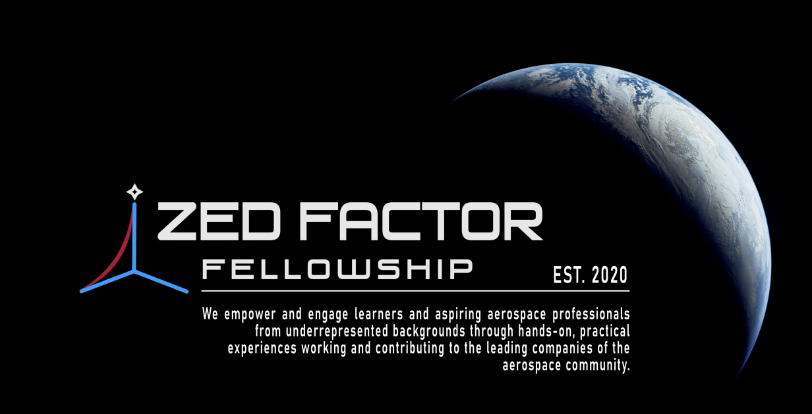 ZED FACTOR
FELLOWSHIP
EST. 2020
We empower and engage learners and aspiring aerospace professionals
from underrepresented backgrounds through hands-on, practical
experiences working and contributing to the leading companies of the
aerospace community.